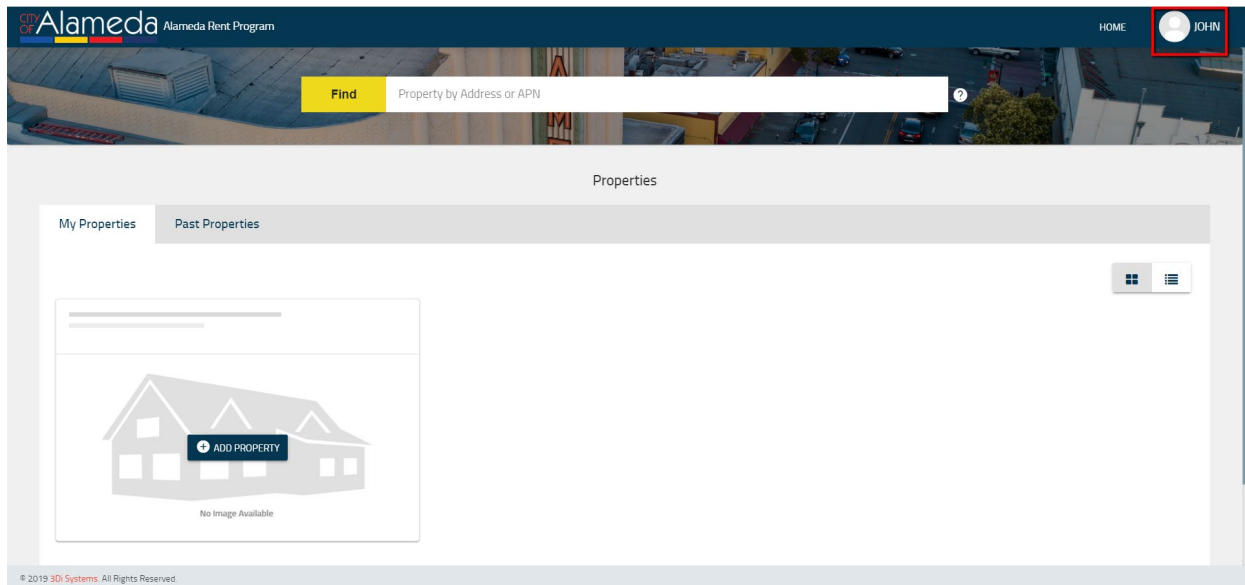 CITY OF Alameda Alameda Rent Program
HOME
JOHN
Find
Property by Address or APN
?
Properties
My Properties
Past Properties
ADD PROPERTY
No Image Available
© 2019 3Di Systems. All Rights Reserved.